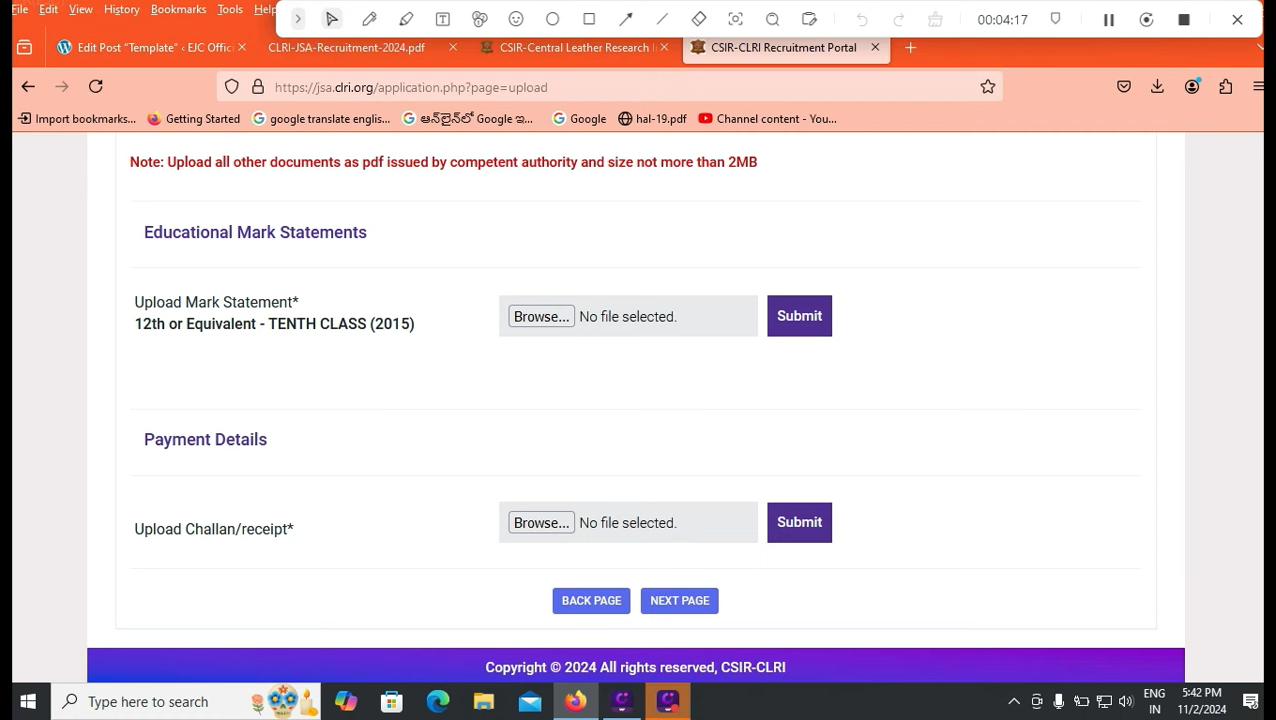 File Edit View History Bookmarks Tools Help
00:04:17
Edit Post “Template” ‹ EJC Offici
CLRI-JSA-Recruitment-2024.pdf
CSIR-Central Leather Research I
CSIR-CLRI Recruitment Portal
https://jsa.clri.org/application.php?page=upload
Import bookmarks...
Getting Started
google translate englis...
ఆన్‌లైన్‌లో Google ఇ...
Google
hal-19.pdf
Channel content - You...
Note: Upload all other documents as pdf issued by competent authority and size not more than 2MB
Educational Mark Statements
Upload Mark Statement*
12th or Equivalent - TENTH CLASS (2015)
Browse... No file selected.
Submit
Payment Details
Upload Challan/receipt*
Browse... No file selected.
Submit
BACK PAGE
NEXT PAGE
Copyright © 2024 All rights reserved, CSIR-CLRI
Type here to search
ENG
IN
5:42 PM
11/2/2024